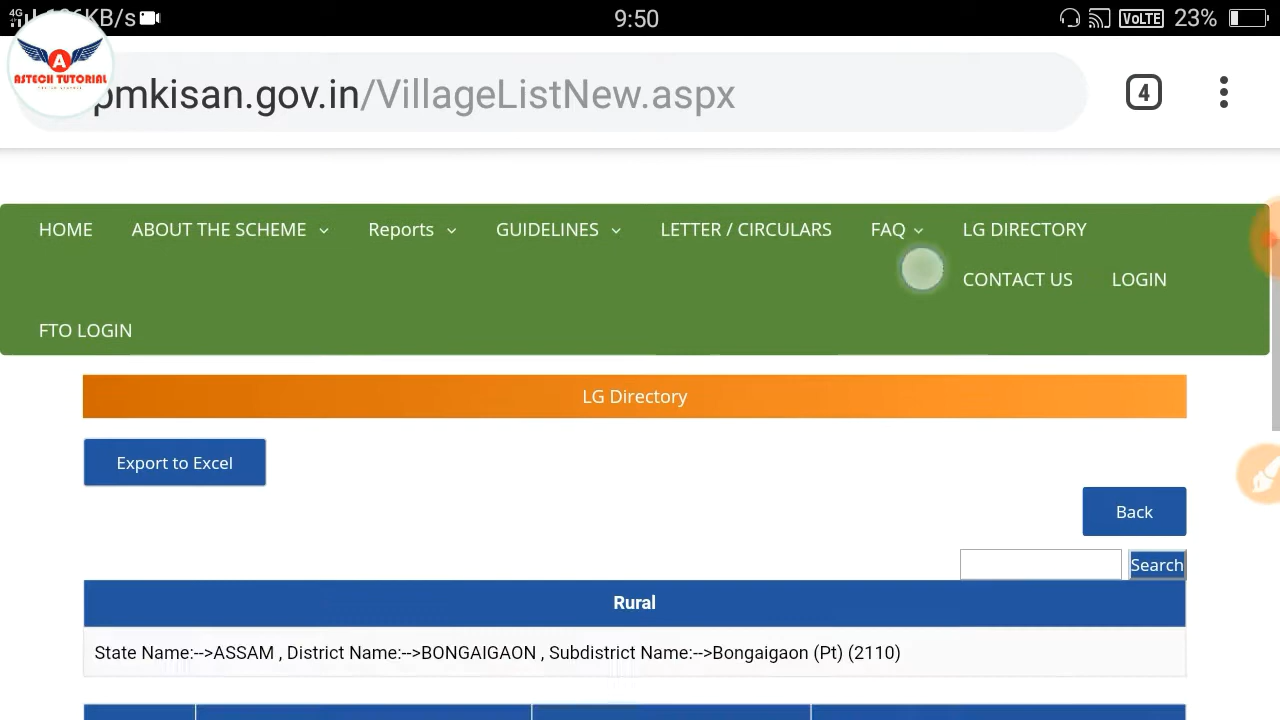 4G 9:50 VoLTE 23%
A
ASTECH TUTORIAL
pmkisan.gov.in/VillageListNew.aspx 4
HOME ABOUT THE SCHEME Reports GUIDELINES LETTER / CIRCULARS FAQ LG DIRECTORY
CONTACT US LOGIN
FTO LOGIN
LG Directory
Export to Excel
Back
Search
Rural
State Name:-->ASSAM , District Name:-->BONGAIGAON , Subdistrict Name:-->Bongaigaon (Pt) (2110)